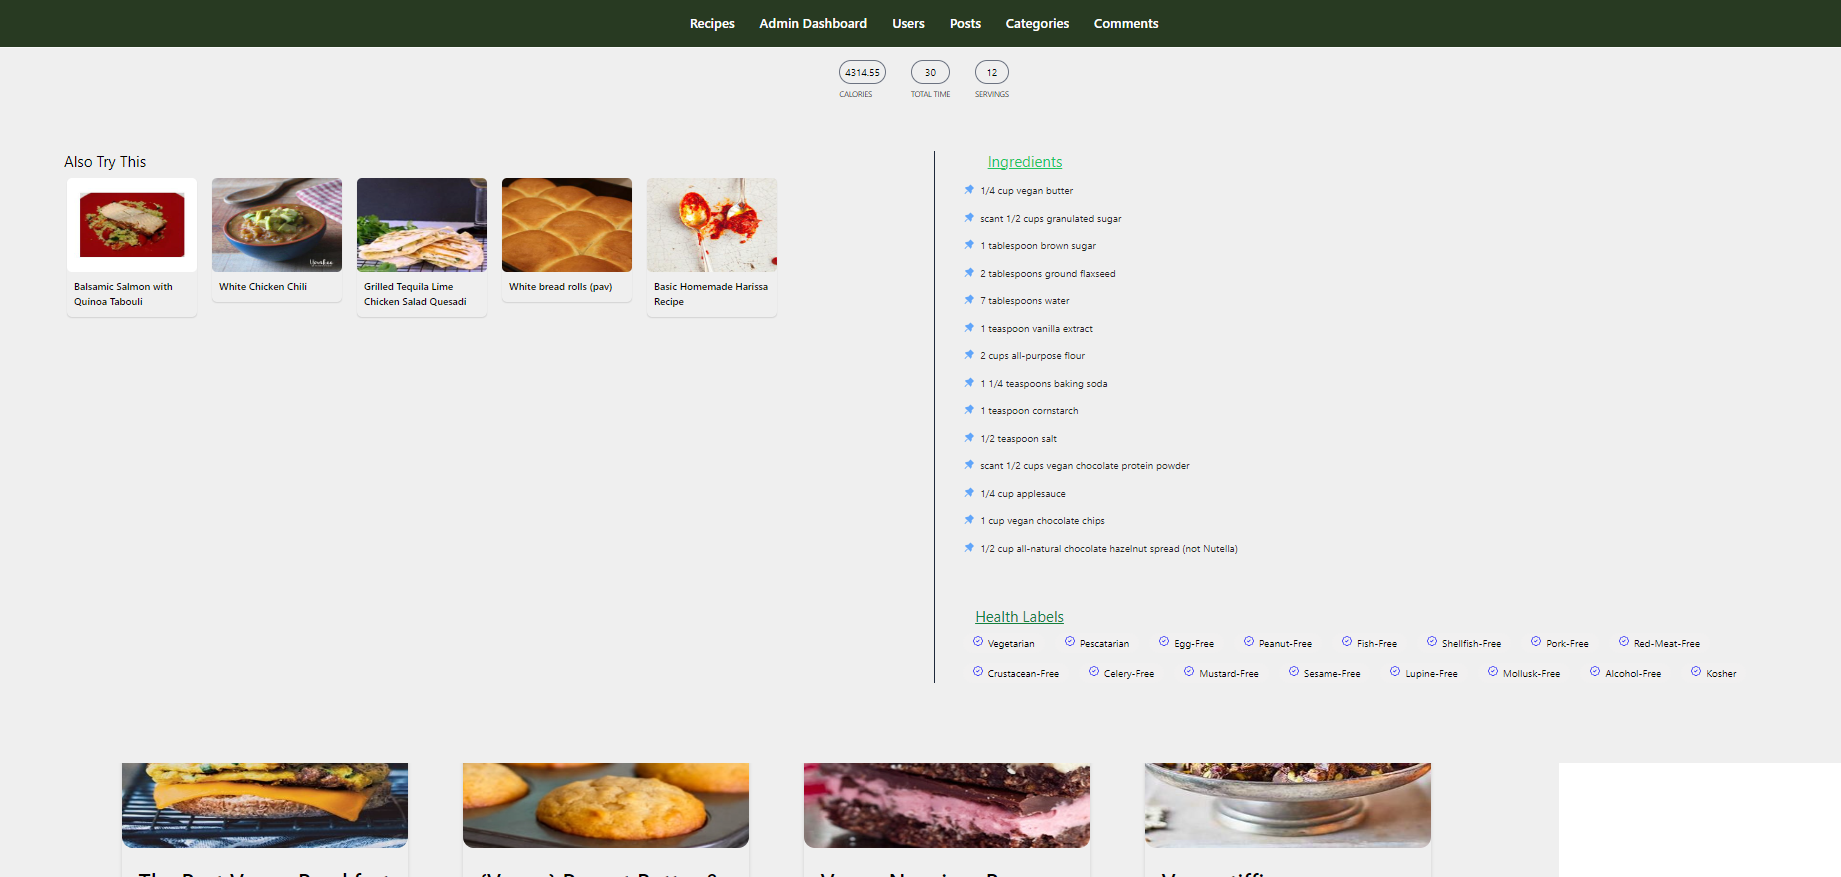 Recipes Admin Dashboard Users Posts Categories Comments
4314.55 30 12
CALORIES TOTAL TIME SERVINGS
Also Try This
Balsamic Salmon with
Quinoa Tabouli
White Chicken Chili
Grilled Tequila Lime
Chicken Salad Quesadi
White bread rolls (pav)
Basic Homemade Harissa
Recipe
Ingredients
1/4 cup vegan butter
scant 1/2 cups granulated sugar
1 tablespoon brown sugar
2 tablespoons ground flaxseed
7 tablespoons water
1 teaspoon vanilla extract
2 cups all-purpose flour
1 1/4 teaspoons baking soda
1 teaspoon cornstarch
1/2 teaspoon salt
scant 1/2 cups vegan chocolate protein powder
1/4 cup applesauce
1 cup vegan chocolate chips
1/2 cup all-natural chocolate hazelnut spread (not Nutella)
Health Labels
Vegetarian Pescatarian Egg-Free Peanut-Free Fish-Free Shellfish-Free Pork-Free Red-Meat-Free
Crustacean-Free Celery-Free Mustard-Free Sesame-Free Lupine-Free Mollusk-Free Alcohol-Free Kosher
The Best Vegan Breakfast